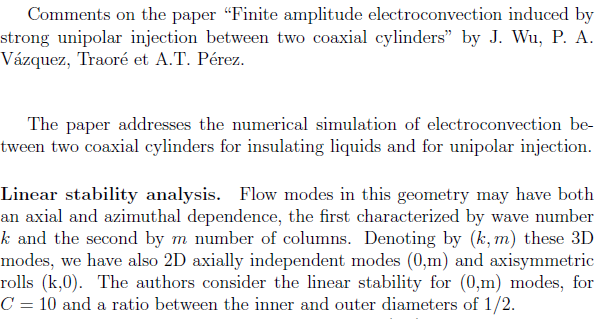 Comments on the paper “Finite amplitude electroconvection induced by
strong unipolar injection between two coaxial cylinders” by J. Wu, P. A.
Vázquez, Traoré et A.T. Pérez.
The paper addresses the numerical simulation of electroconvection be-
tween two coaxial cylinders for insulating liquids and for unipolar injection.
Linear stability analysis. Flow modes in this geometry may have both
an axial and azimuthal dependence, the first characterized by wave number
k and the second by m number of columns. Denoting by (k, m) these 3D
modes, we have also 2D axially independent modes (0,m) and axisymmetric
rolls (k,0). The authors consider the linear stability for (0,m) modes, for
C = 10 and a ratio between the inner and outer diameters of 1/2.